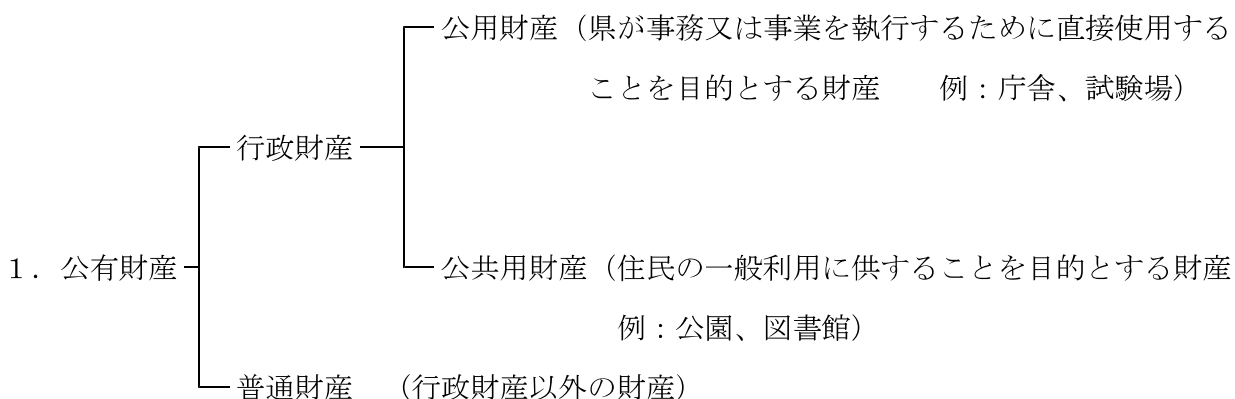 公用財産（県が事務又は事業を執行するために直接使用する
ことを目的とする財産　　例：庁舎、試験場）
行政財産
1．公有財産
公共用財産（住民の一般利用に供することを目的とする財産
例：公園、図書館）
普通財産　（行政財産以外の財産）